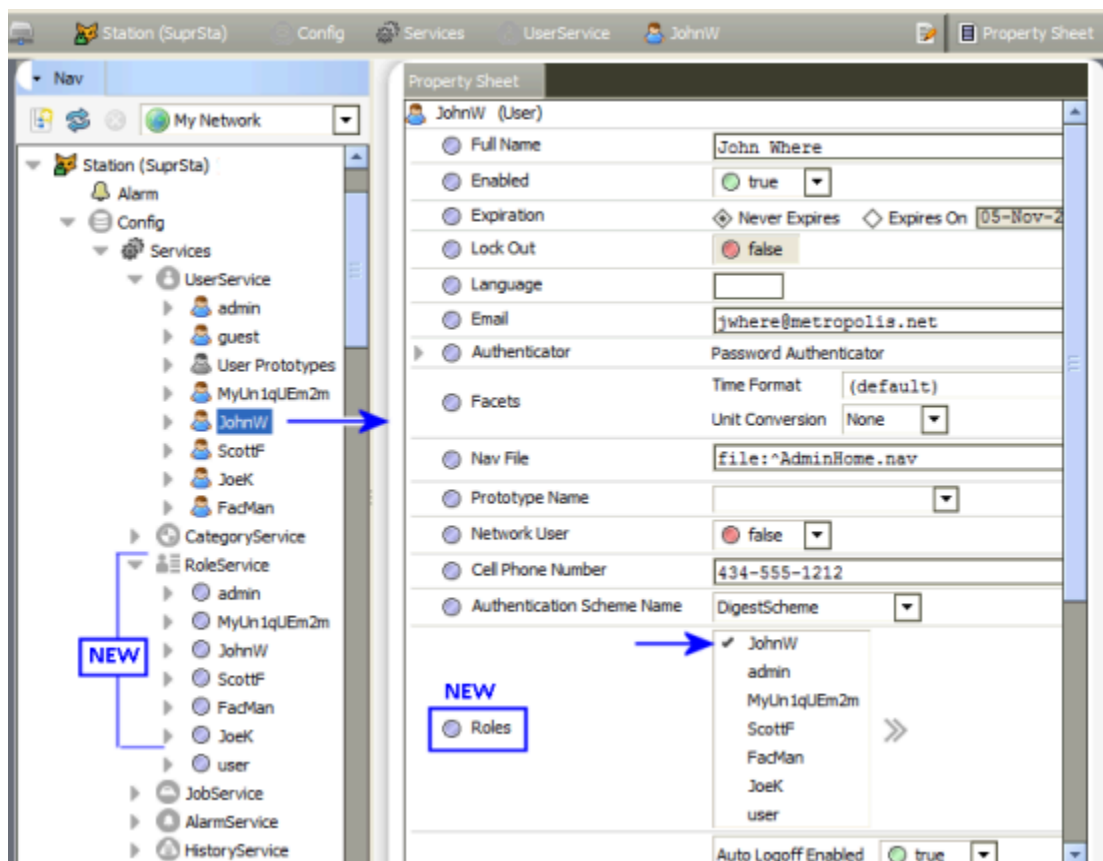 Station (SuprSta) Config Services UserService JohnW Property Sheet
Nav
My Network
Station (SuprSta)
Alarm
Config
Services
UserService
admin
guest
User Prototypes
MyUn1qUEm2m
JohnW
ScottF
JoeK
FacMan
CategoryService
RoleService
admin
MyUn1qUEm2m
JohnW
NEW
ScottF
FacMan
JoeK
user
JobService
AlarmService
HistoryService
Property Sheet
JohnW (User)
Full Name John Where
Enabled true
Expiration Never Expires Expires On 05-Nov-2
Lock Out false
Language
Email jwhere@metropolis.net
Authenticator Password Authenticator
Facets
Time Format (default)
Unit Conversion None
Nav File file:^AdminHome.nav
Prototype Name
Network User false
Cell Phone Number 434-555-1212
Authentication Scheme Name DigestScheme
NEW
Roles
JohnW
admin
MyUn1qUEm2m
ScottF
FacMan
JoeK
user
Auto Logoff Enabled true